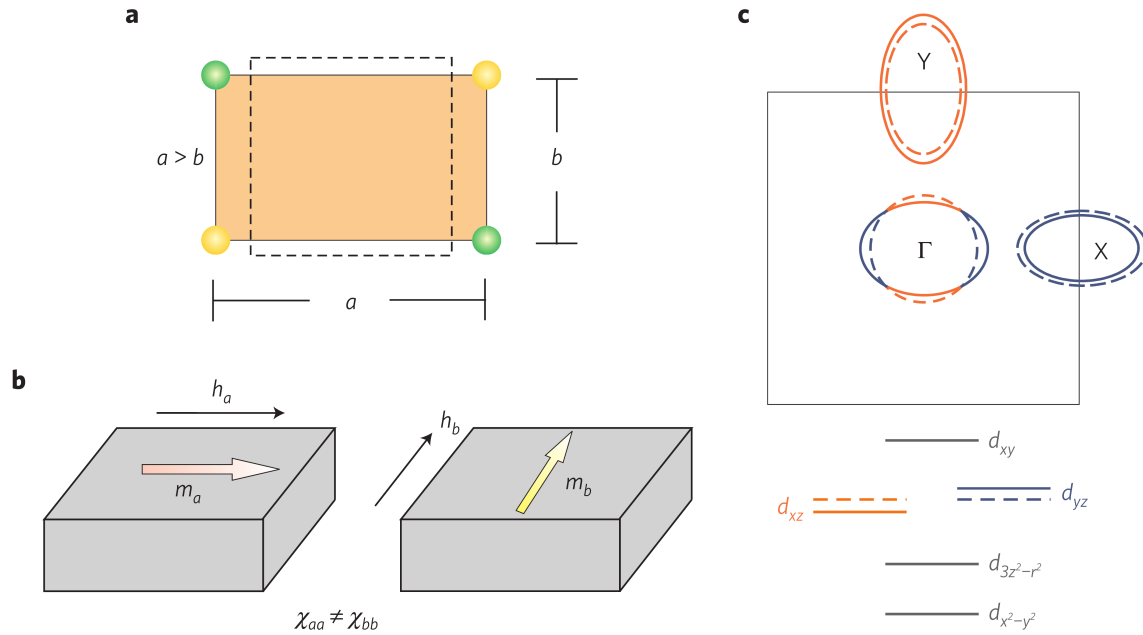 a
a > b
b
a
b
h_a
m_a
h_b
m_b
χ_aa ≠ χ_bb
c
Y
Γ
X
d_xy
d_xz
d_yz
d_3z²−r²
d_x²−y²